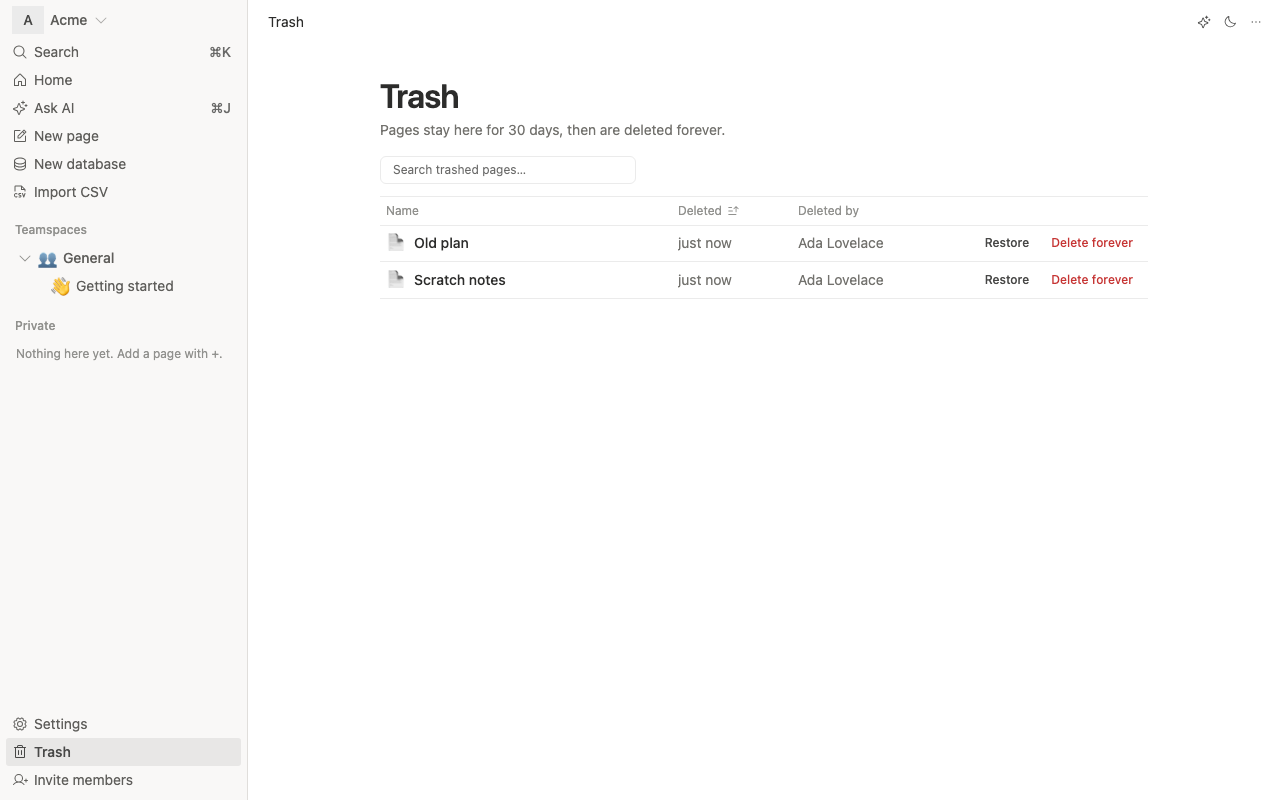 A Acme
Search ⌘K
Home
Ask AI ⌘J
New page
New database
Import CSV
Teamspaces
General
Getting started
Private
Nothing here yet. Add a page with +.
Settings
Trash
Invite members
Trash
Trash
Pages stay here for 30 days, then are deleted forever.
Search trashed pages…
Name Deleted Deleted by
Old plan just now Ada Lovelace Restore Delete forever
Scratch notes just now Ada Lovelace Restore Delete forever